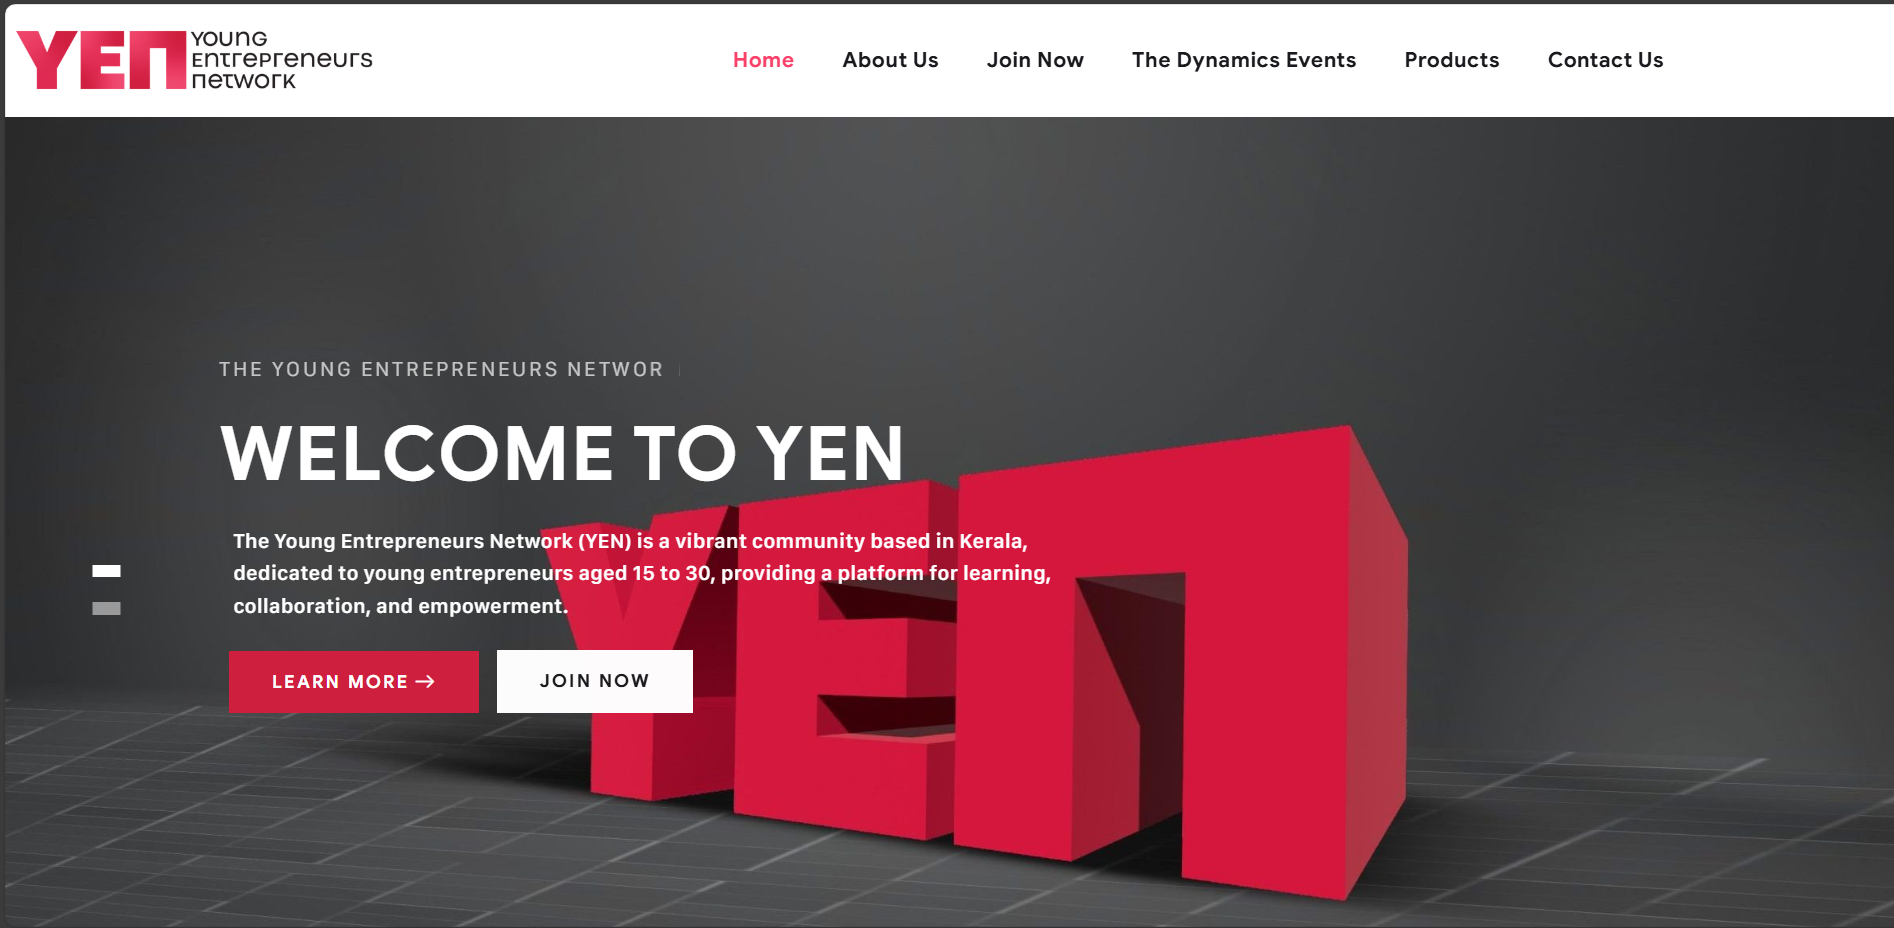 YEN
Young
Entrepreneurs
network
Home About Us Join Now The Dynamics Events Products Contact Us
THE YOUNG ENTREPRENEURS NETWOR
WELCOME TO YEN
The Young Entrepreneurs Network (YEN) is a vibrant community based in Kerala,
dedicated to young entrepreneurs aged 15 to 30, providing a platform for learning,
collaboration, and empowerment.
LEARN MORE →
JOIN NOW
YEN